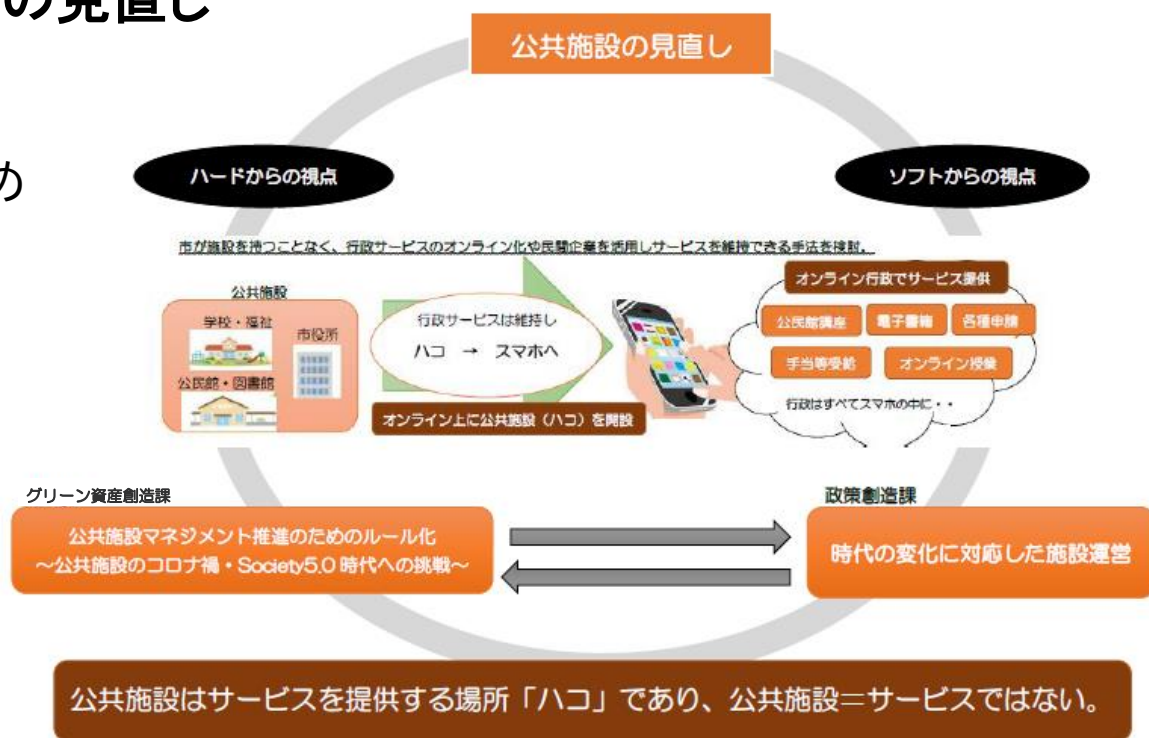 の見直し
公共施設の見直し
め
ハードからの視点
ソフトからの視点
市が施設を持つことなく、行政サービスのオンライン化や民間企業を活用しサービスを維持できる手法を検討。
公共施設
学校・福祉
市役所
公民館・図書館
行政サービスは維持し
ハコ → スマホへ
オンライン上に公共施設（ハコ）を開設
オンライン行政でサービス提供
公民館講座
電子書籍
各種申請
手当等受給
オンライン授業
行政はすべてスマホの中に・・
グリーン資産創造課
公共施設マネジメント推進のためのルール化
～公共施設のコロナ禍・Society5.0 時代への挑戦～
政策創造課
時代の変化に対応した施設運営
公共施設はサービスを提供する場所「ハコ」であり、公共施設＝サービスではない。